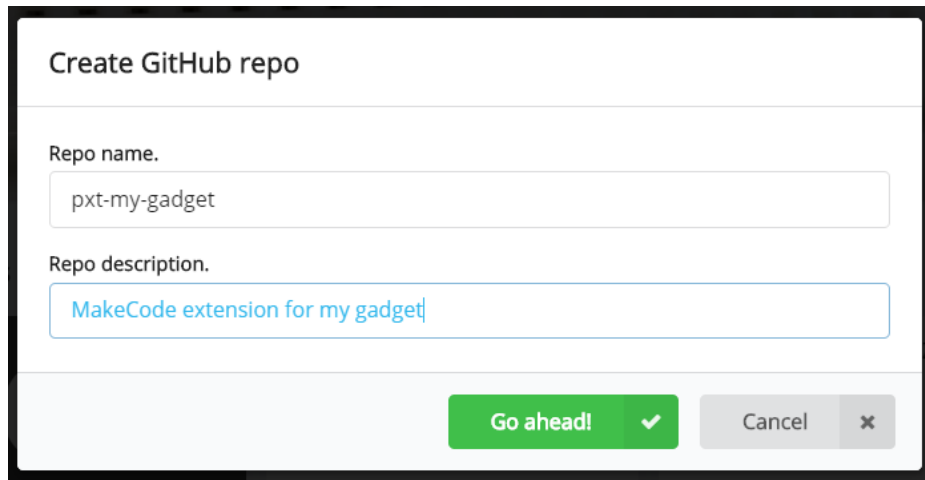 Create GitHub repo
Repo name.
pxt-my-gadget
Repo description.
MakeCode extension for my gadget
Go ahead!
Cancel